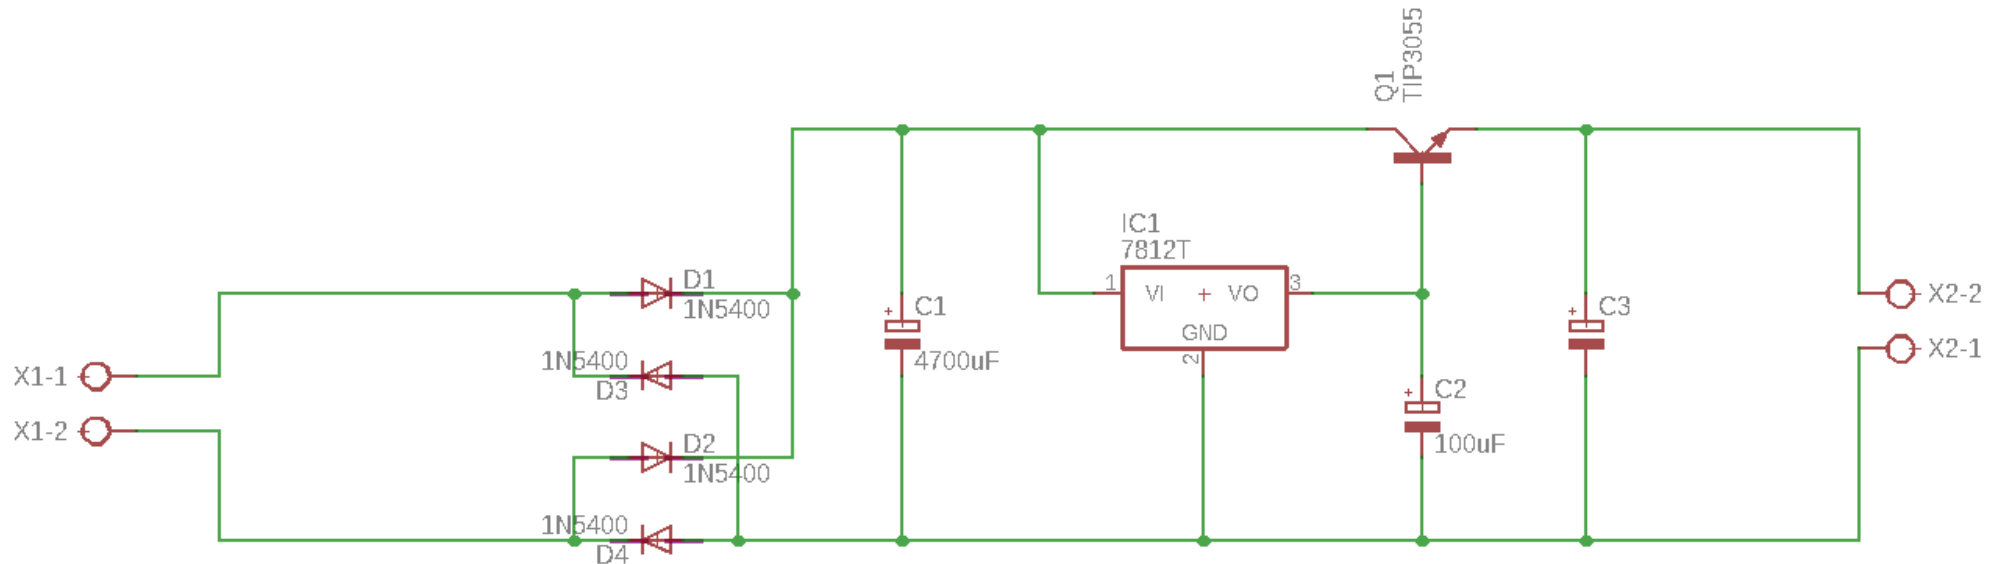 Q1
TIP3055
IC1
7812T
1
VI
+
VO
3
GND
2
D1
1N5400
1N5400
D3
D2
1N5400
1N5400
D4
X1-1
X1-2
+
C1
4700uF
+
C2
100uF
+
C3
X2-2
X2-1